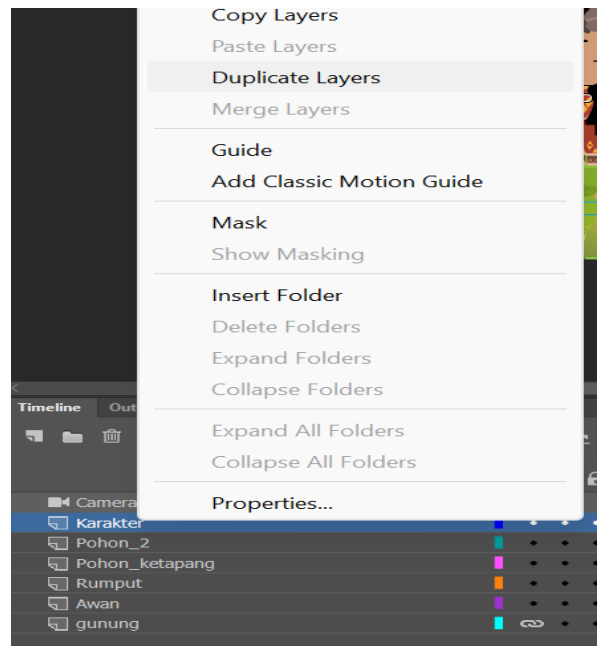 Copy Layers
Paste Layers
Duplicate Layers
Merge Layers
Guide
Add Classic Motion Guide
Mask
Show Masking
Insert Folder
Delete Folders
Expand Folders
Collapse Folders
Expand All Folders
Collapse All Folders
Properties...
Timeline Out
Camera
Karakter
Pohon_2
Pohon_ketapang
Rumput
Awan
gunung